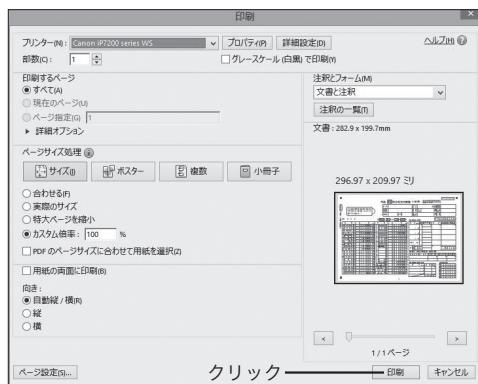 印刷
×
プリンター(N): Canon iP7200 series WS プロパティ(P) 詳細設定(D) ヘルプ(H)
部数(C): 1 グレースケール (白黒) で印刷(Y)
印刷するページ
すべて(A)
現在のページ(U)
ページ指定(G) 1
詳細オプション
ページサイズ処理
サイズ(I) ポスター 複数 小冊子
合わせる(F)
実際のサイズ
特大ページを縮小
カスタム倍率: 100 %
PDF のページサイズに合わせて用紙を選択(Z)
用紙の両面に印刷(B)
向き:
自動縦 / 横(R)
縦
横
注釈とフォーム(M)
文書と注釈
注釈の一覧(T)
文書: 282.9 x 199.7mm
296.97 x 209.97 ミリ
< >
1 / 1 ページ
ページ設定(S)... クリック 印刷 キャンセル